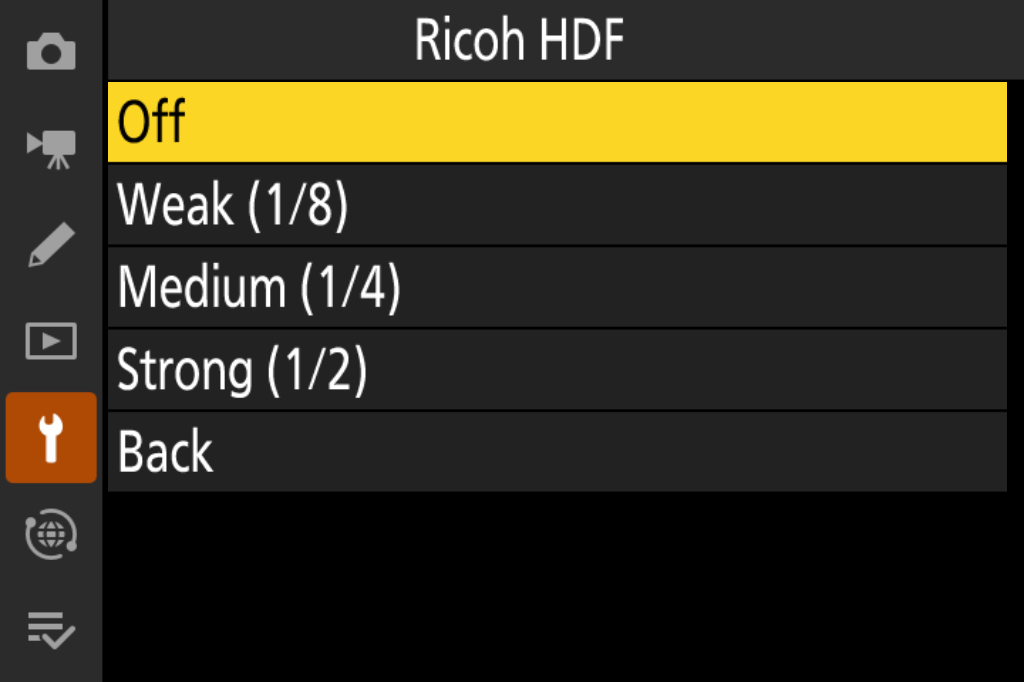 Ricoh HDF
Off
Weak (1/8)
Medium (1/4)
Strong (1/2)
Back